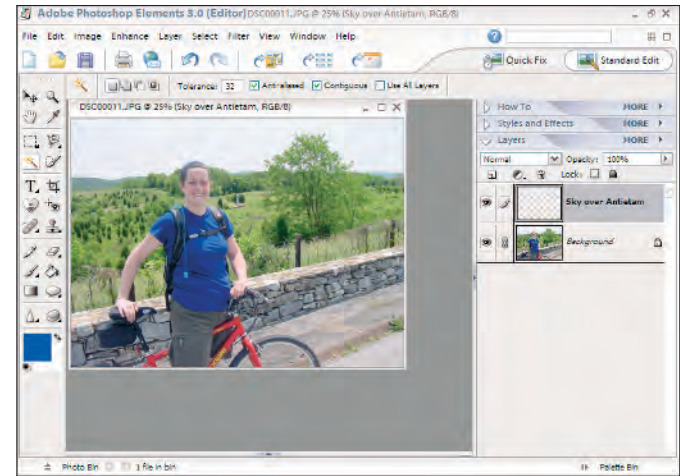 Adobe Photoshop Elements 3.0 (Editor) DSC00011.JPG @ 25% (Sky over Antietam, RGB/8)
File Edit Image Enhance Layer Select Filter View Window Help
Quick Fix Standard Edit
Tolerance: 32 Anti-aliased Contiguous Use All Layers
DSC00011.JPG @ 25% (Sky over Antietam, RGB/8)
How To MORE
Styles and Effects MORE
Layers MORE
Normal Opacity: 100%
Lock:
Sky over Antietam
Background
Photo Bin 1 file in bin Palette Bin